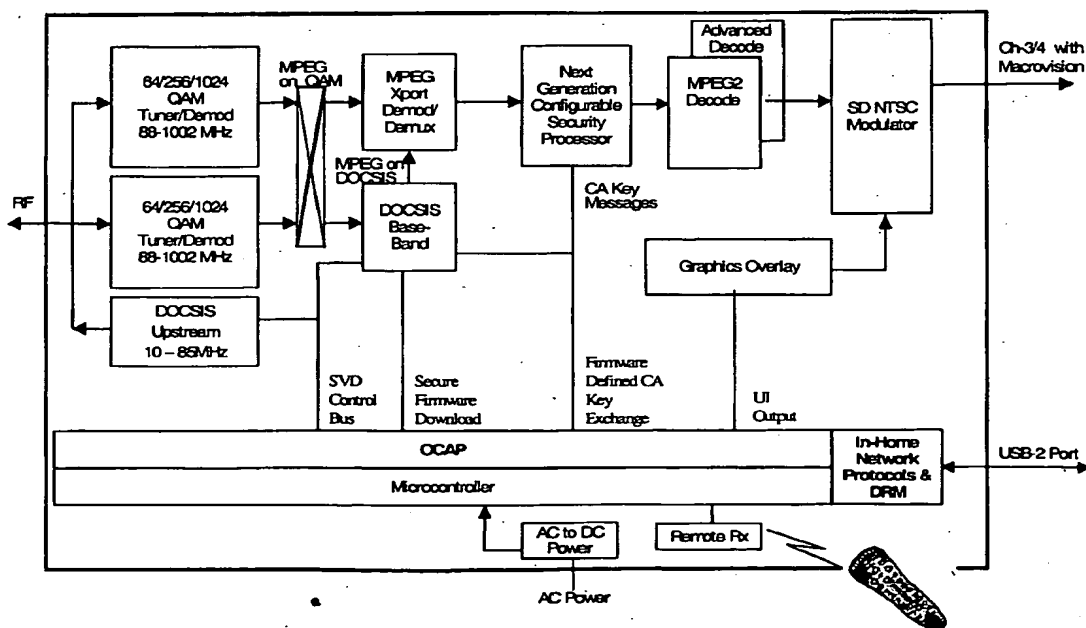 84/256/1024
QAM
Tuner/Demod
88-1002 MHz
MPEG
on QAM
MPEG
Xport
Demod/
Demux
Next
Generation
Configurable
Security
Processor
Advanced
Decode
MPEG2
Decode
SD NTSC
Modulator
Ch-3/4 with
Macrovision
RF
64/256/1024
QAM
Tuner/Demod
88-1002 MHz
MPEG on
DOCSIS
DOCSIS
Base-
Band
CA Key
Messages
Graphics Overlay
DOCSIS
Upstream
10 – 85MHz
SVD
Control
Bus
Secure
Firmware
Download
Firmware
Defined CA
Key
Exchange
UI
Output
OCAP
Microcontroller
In-Home
Network
Protocols &
DRM
USB-2 Port
AC to DC
Power
Remote Rx
AC Power